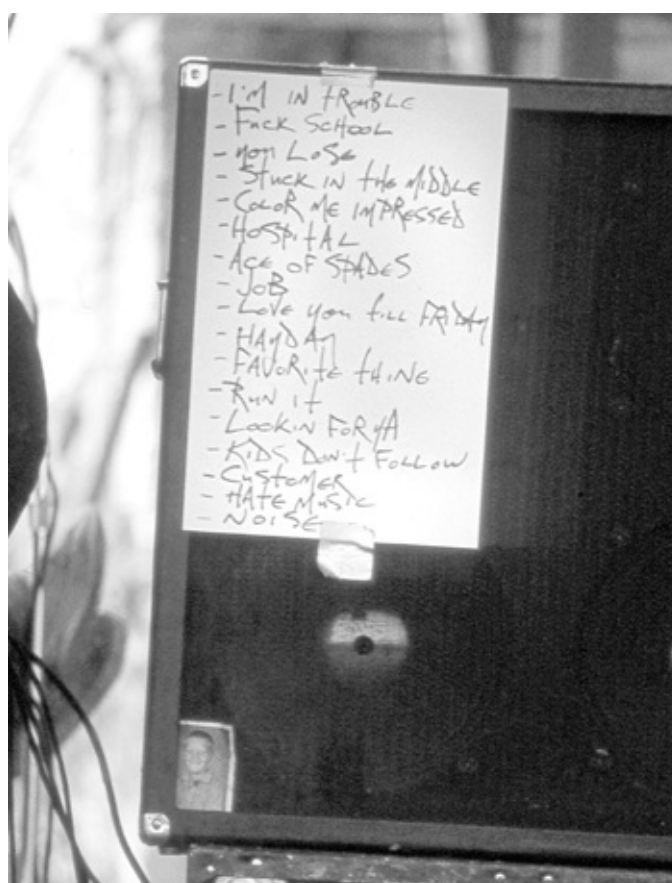 - I'M IN TROUBLE
- FUCK SCHOOL
- YOU LOSE
- STUCK IN THE MIDDLE
- COLOR ME IMPRESSED
- HOSPITAL
- ACE OF SPADES
- JOB
- LOVE YOU TILL FRIDAY
- HAYDAY
- FAVORITE THING
- RUN IT
- LOOKIN FOR YA
- KIDS DON'T FOLLOW
- CUSTOMER
- HATE MUSIC
- NOISE